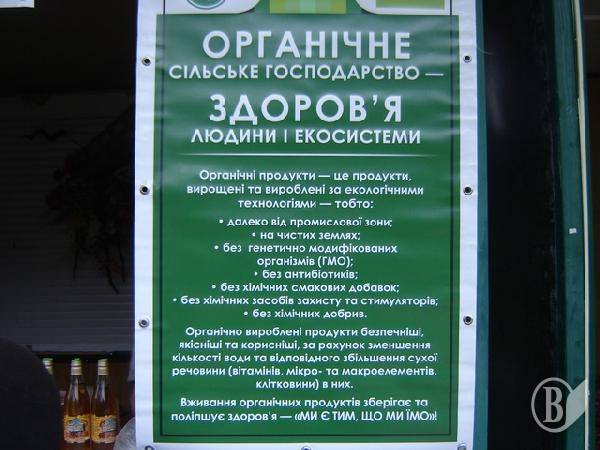 ОРГАНІЧНЕ
СІЛЬСЬКЕ ГОСПОДАРСТВО —
ЗДОРОВ'Я
ЛЮДИНИ І ЕКОСИСТЕМИ
Органічні продукти — це продукти,
вирощені та вироблені за екологічними
технологіями — тобто:
• далеко від промислової зони;
• на чистих землях;
• без генетично модифікованих
організмів (ГМО);
• без антибіотиків;
• без хімічних смакових добавок;
• без хімічних засобів захисту та стимуляторів;
• без хімічних добрив.
Органічно вироблені продукти безпечніші,
якісніші та корисніші, за рахунок зменшення
кількості води та відповідного збільшення сухої
речовини (вітамінів, мікро- та макроелементів,
клітковини) в них.
Вживання органічних продуктів зберігає та
поліпшує здоров'я — «МИ Є ТИМ, ЩО МИ ЇМО»!
В